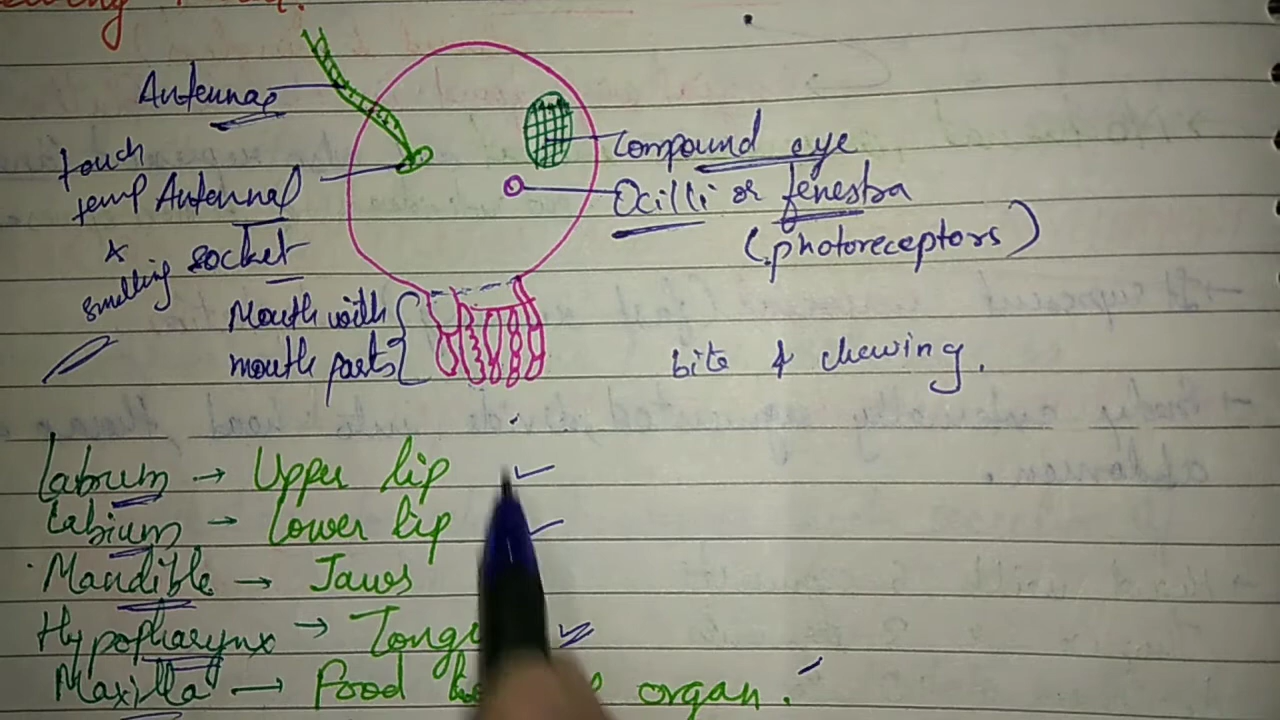 Antennae
touch
temp Antennal
&
smelling socket
Compound eye
Ocilli or fenestra
(photoreceptors)
Mouth with
mouth parts
bite & chewing.
Labrum → Upper lip
Labium → Lower lip
Mandible → Jaws
Hypopharynx →
Maxilla → Food organ.